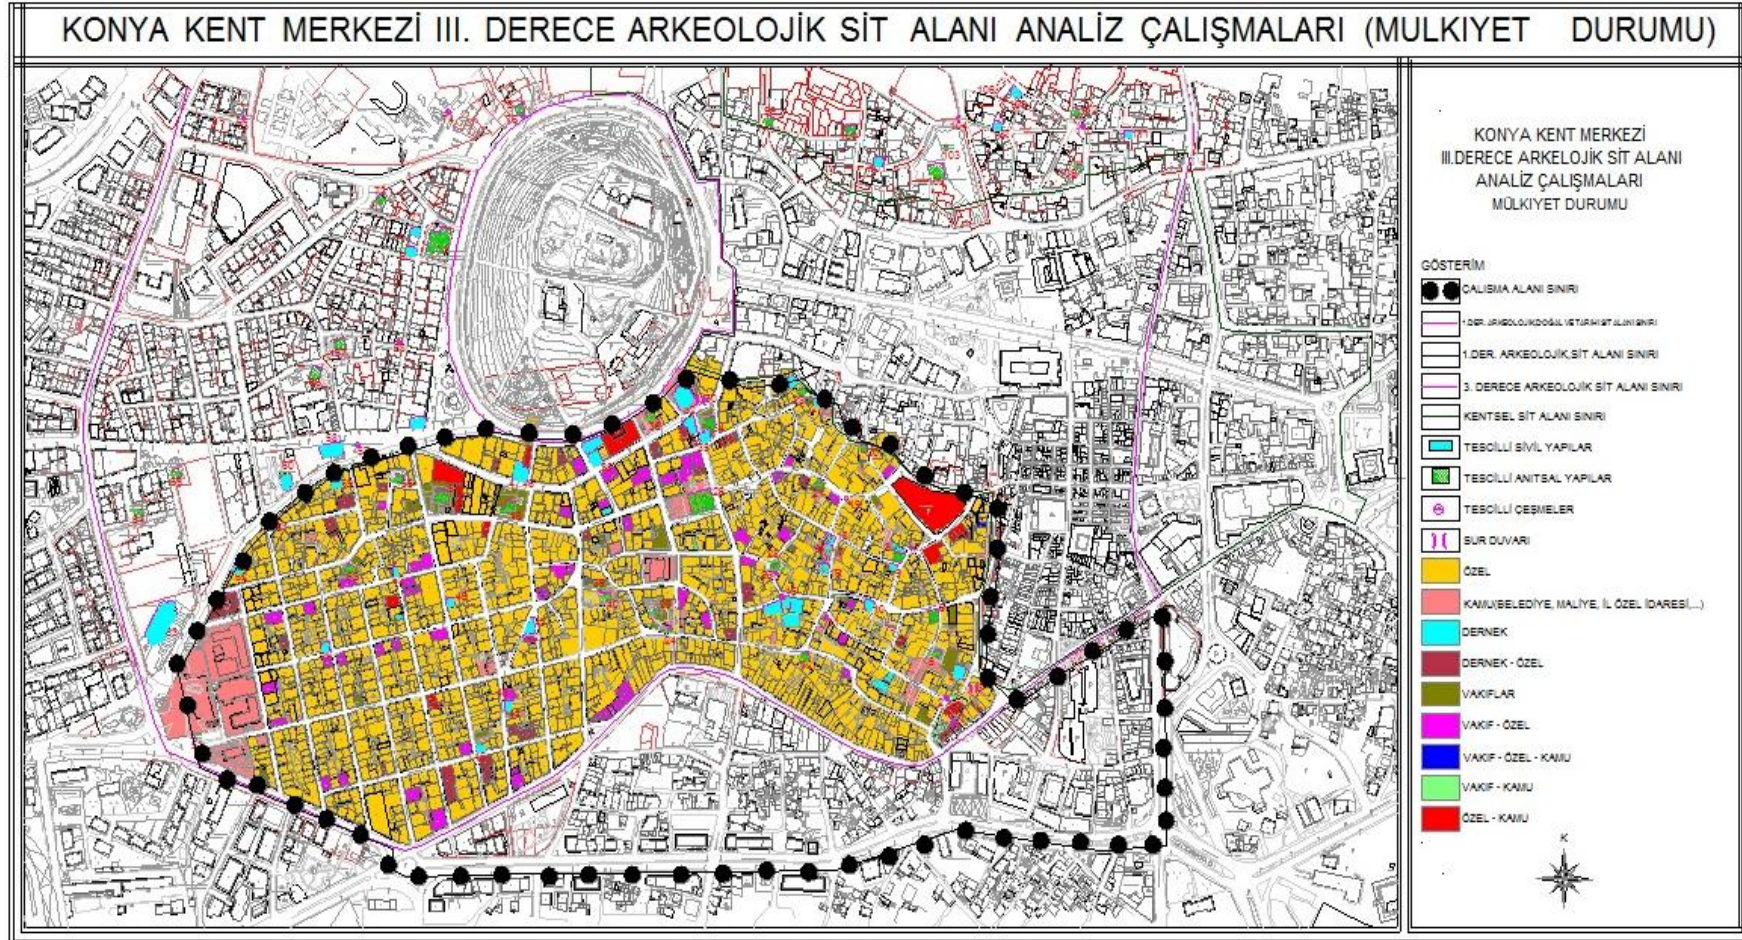 KONYA KENT MERKEZİ III. DERECE ARKEOLOJİK SİT ALANI ANALİZ ÇALIŞMALARI (MULKIYET DURUMU)
KONYA KENT MERKEZİ
III.DERECE ARKELOJİK SİT ALANI
ANALİZ ÇALIŞMALARI
MÜLKIYET DURUMU
GÖSTERİM
ÇALISMA ALANI SINIRI
1.DER. ARKEOLOJİK,SİT ALANI SINIRI
3. DERECE ARKEOLOJİK SİT ALANI SINIRI
KENTSEL SİT ALANI SINIRI
TESCİLLİ SİVİL YAPILAR
TESCİLLİ ANITSAL YAPILAR
TESCİLLİ ÇEŞMELER
SUR DUVARI
ÖZEL
KAMU(BELEDİYE, MALİYE, İL ÖZEL İDARESİ,...)
DERNEK
DERNEK - ÖZEL
VAKIFLAR
VAKIF - ÖZEL
VAKIF - ÖZEL - KAMU
VAKIF - KAMU
ÖZEL - KAMU
K